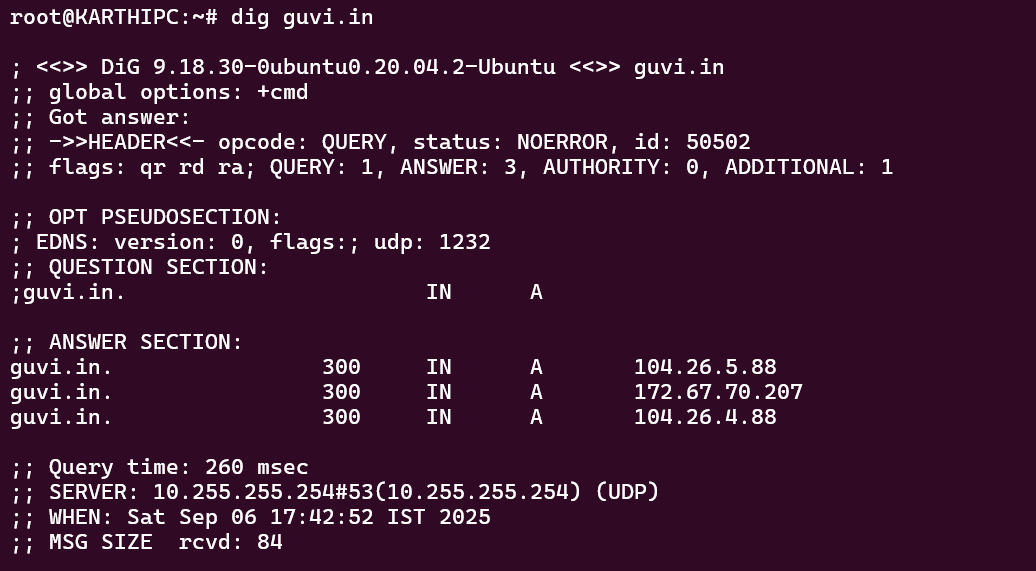 root@KARTHIPC:~# dig guvi.in

; <<>> DiG 9.18.30-0ubuntu0.20.04.2-Ubuntu <<>> guvi.in
;; global options: +cmd
;; Got answer:
;; ->>HEADER<<- opcode: QUERY, status: NOERROR, id: 50502
;; flags: qr rd ra; QUERY: 1, ANSWER: 3, AUTHORITY: 0, ADDITIONAL: 1

;; OPT PSEUDOSECTION:
; EDNS: version: 0, flags:; udp: 1232
;; QUESTION SECTION:
;guvi.in.                       IN      A

;; ANSWER SECTION:
guvi.in.                300     IN      A       104.26.5.88
guvi.in.                300     IN      A       172.67.70.207
guvi.in.                300     IN      A       104.26.4.88

;; Query time: 260 msec
;; SERVER: 10.255.255.254#53(10.255.255.254) (UDP)
;; WHEN: Sat Sep 06 17:42:52 IST 2025
;; MSG SIZE  rcvd: 84